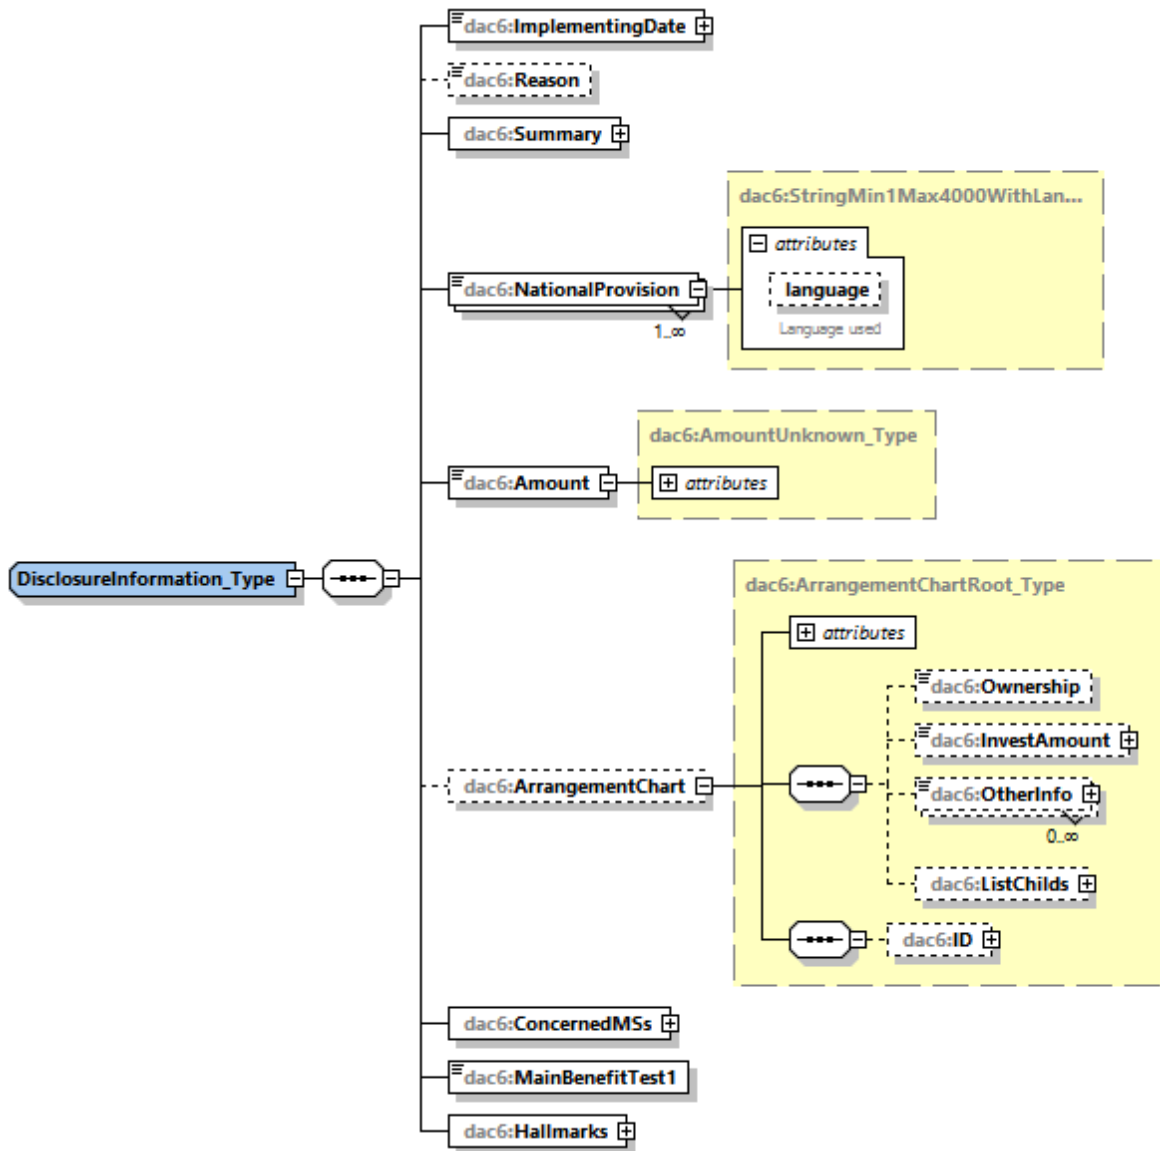 dac6:ImplementingDate
dac6:Reason
dac6:Summary
dac6:StringMin1Max4000WithLan...
attributes
dac6:NationalProvision
language
Language used
1..∞
dac6:AmountUnknown_Type
dac6:Amount
attributes
DisclosureInformation_Type
dac6:ArrangementChartRoot_Type
attributes
dac6:Ownership
dac6:InvestAmount
dac6:ArrangementChart
dac6:OtherInfo
0..∞
dac6:ListChilds
dac6:ID
dac6:ConcernedMSs
dac6:MainBenefitTest1
dac6:Hallmarks